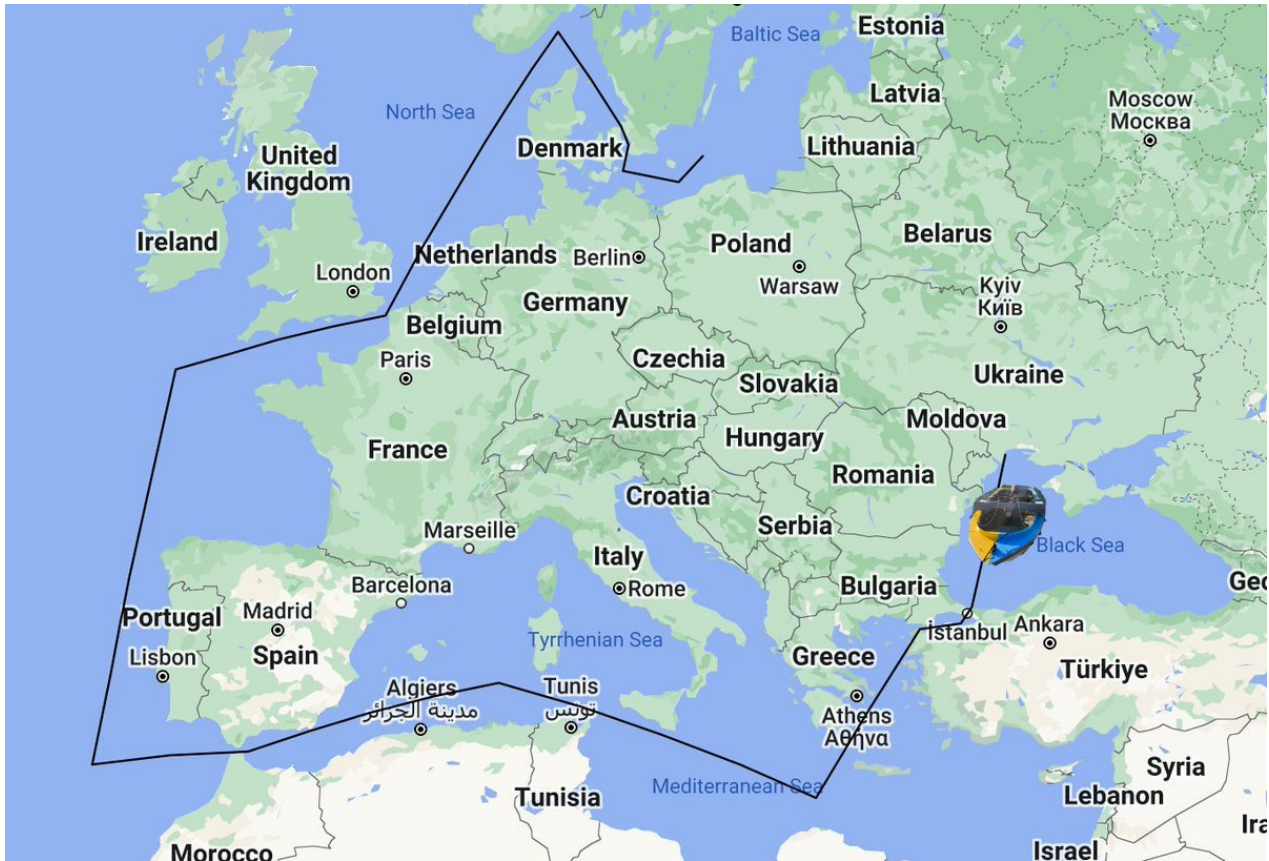 Baltic Sea
Estonia
Latvia
Moscow
Москва
North Sea
United
Kingdom
Denmark
Lithuania
Ireland
Netherlands
Berlin
Poland
Belarus
London
Warsaw
Germany
Kyiv
Київ
Belgium
Paris
Czechia
Slovakia
Ukraine
Austria
Moldova
France
Hungary
Romania
Croatia
Serbia
Marseille
Italy
Black Sea
Barcelona
Rome
Bulgaria
Portugal
Madrid
İstanbul
Ankara
Tyrrhenian Sea
Lisbon
Spain
Greece
Türkiye
Algiers
مدينة الجزائر
Tunis
تونس
Athens
Αθήνα
Mediterranean Sea
Tunisia
Syria
Lebanon
Morocco
Israel